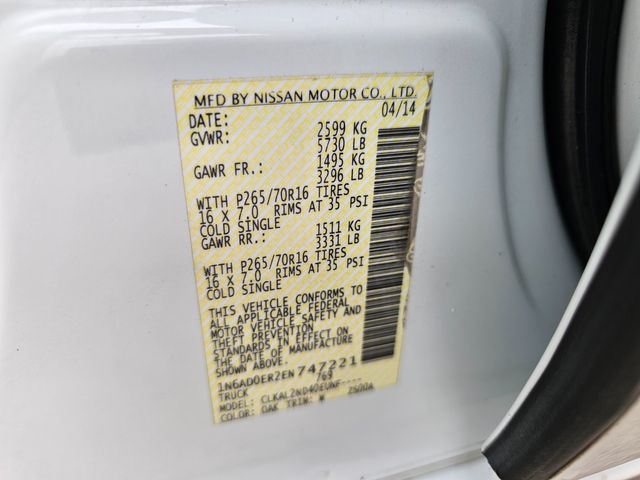 MFD BY NISSAN MOTOR CO., LTD.
DATE: 04/14
GVWR: 2599 KG
5730 LB
GAWR FR.: 1495 KG
3296 LB
WITH P265/70R16 TIRES
16 X 7.0 RIMS AT 35 PSI
COLD SINGLE
GAWR RR.: 1511 KG
3331 LB
WITH P265/70R16 TIRES
16 X 7.0 RIMS AT 35 PSI
COLD SINGLE
THIS VEHICLE CONFORMS TO
ALL APPLICABLE FEDERAL
MOTOR VEHICLE SAFETY AND
THEFT PREVENTION
STANDARDS IN EFFECT ON
THE DATE OF MANUFACTURE
SHOWN ABOVE.
1N6AD0ER2EN747221
TRUCK 769
MODEL:
COLOR: QAK TRIM: W